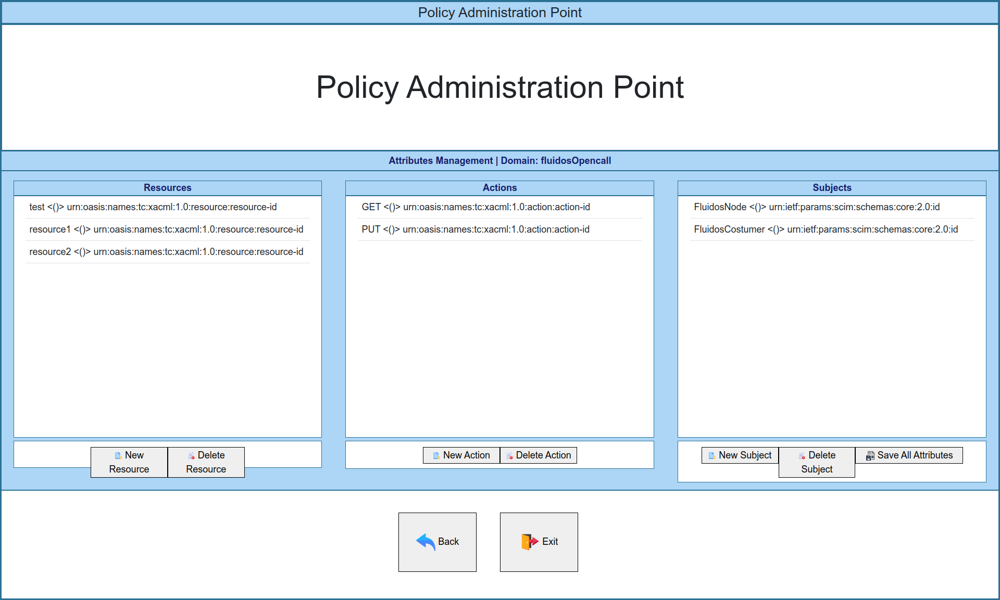 Policy Administration Point
Policy Administration Point
Attributes Management | Domain: fluidosOpencall
Resources
test <()> urn:oasis:names:tc:xacml:1.0:resource:resource-id
resource1 <()> urn:oasis:names:tc:xacml:1.0:resource:resource-id
resource2 <()> urn:oasis:names:tc:xacml:1.0:resource:resource-id
New
Resource
Delete
Resource
Actions
GET <()> urn:oasis:names:tc:xacml:1.0:action:action-id
PUT <()> urn:oasis:names:tc:xacml:1.0:action:action-id
New Action
Delete Action
Subjects
FluidosNode <()> urn:ietf:params:scim:schemas:core:2.0:id
FluidosCostumer <()> urn:ietf:params:scim:schemas:core:2.0:id
New Subject
Delete
Subject
Save All Attributes
Back
Exit